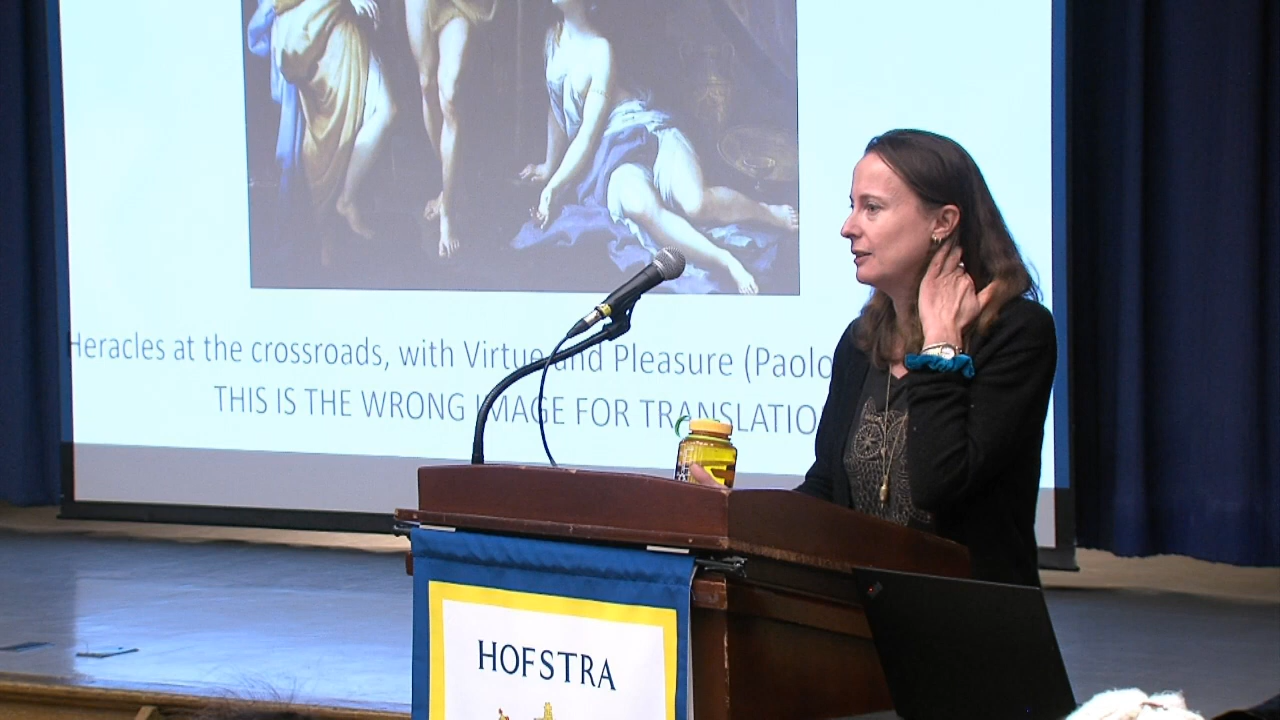 Heracles at the crossroads, with Virtue and Pleasure (Paolo
THIS IS THE WRONG IMAGE FOR TRANSLATIO
HOFSTRA